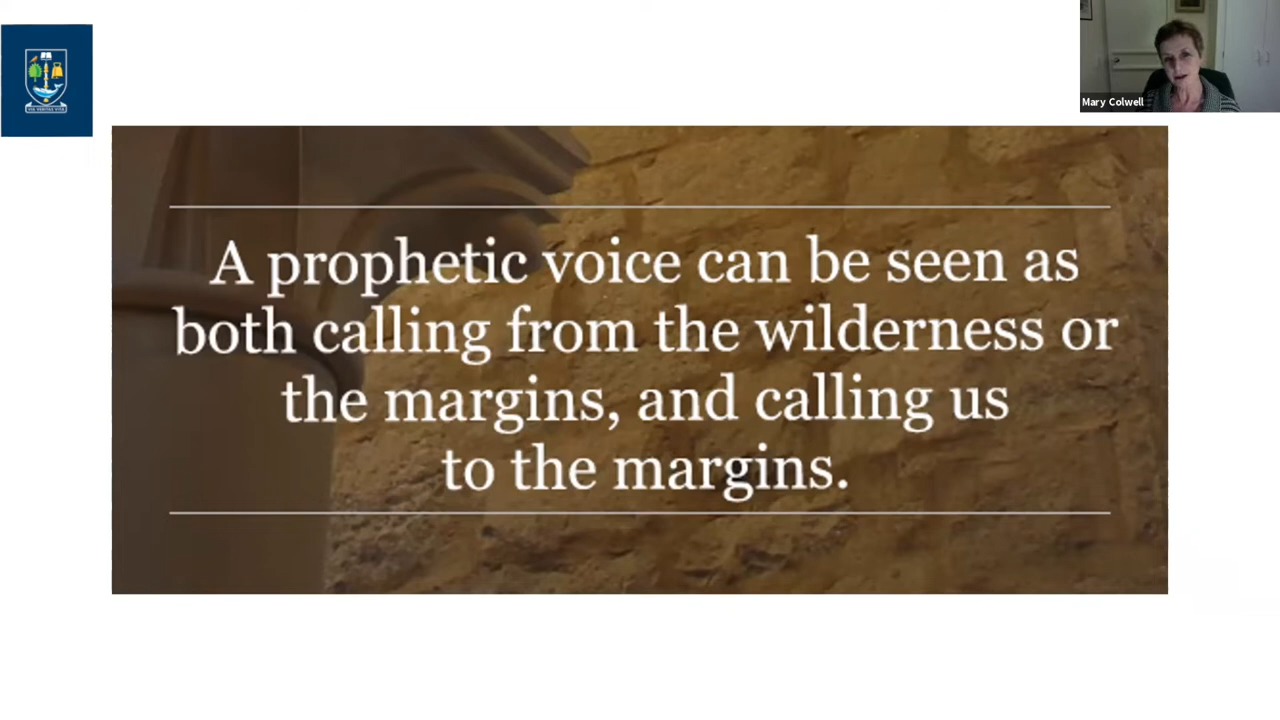 Mary Colwell
A prophetic voice can be seen as
both calling from the wilderness or
the margins, and calling us
to the margins.